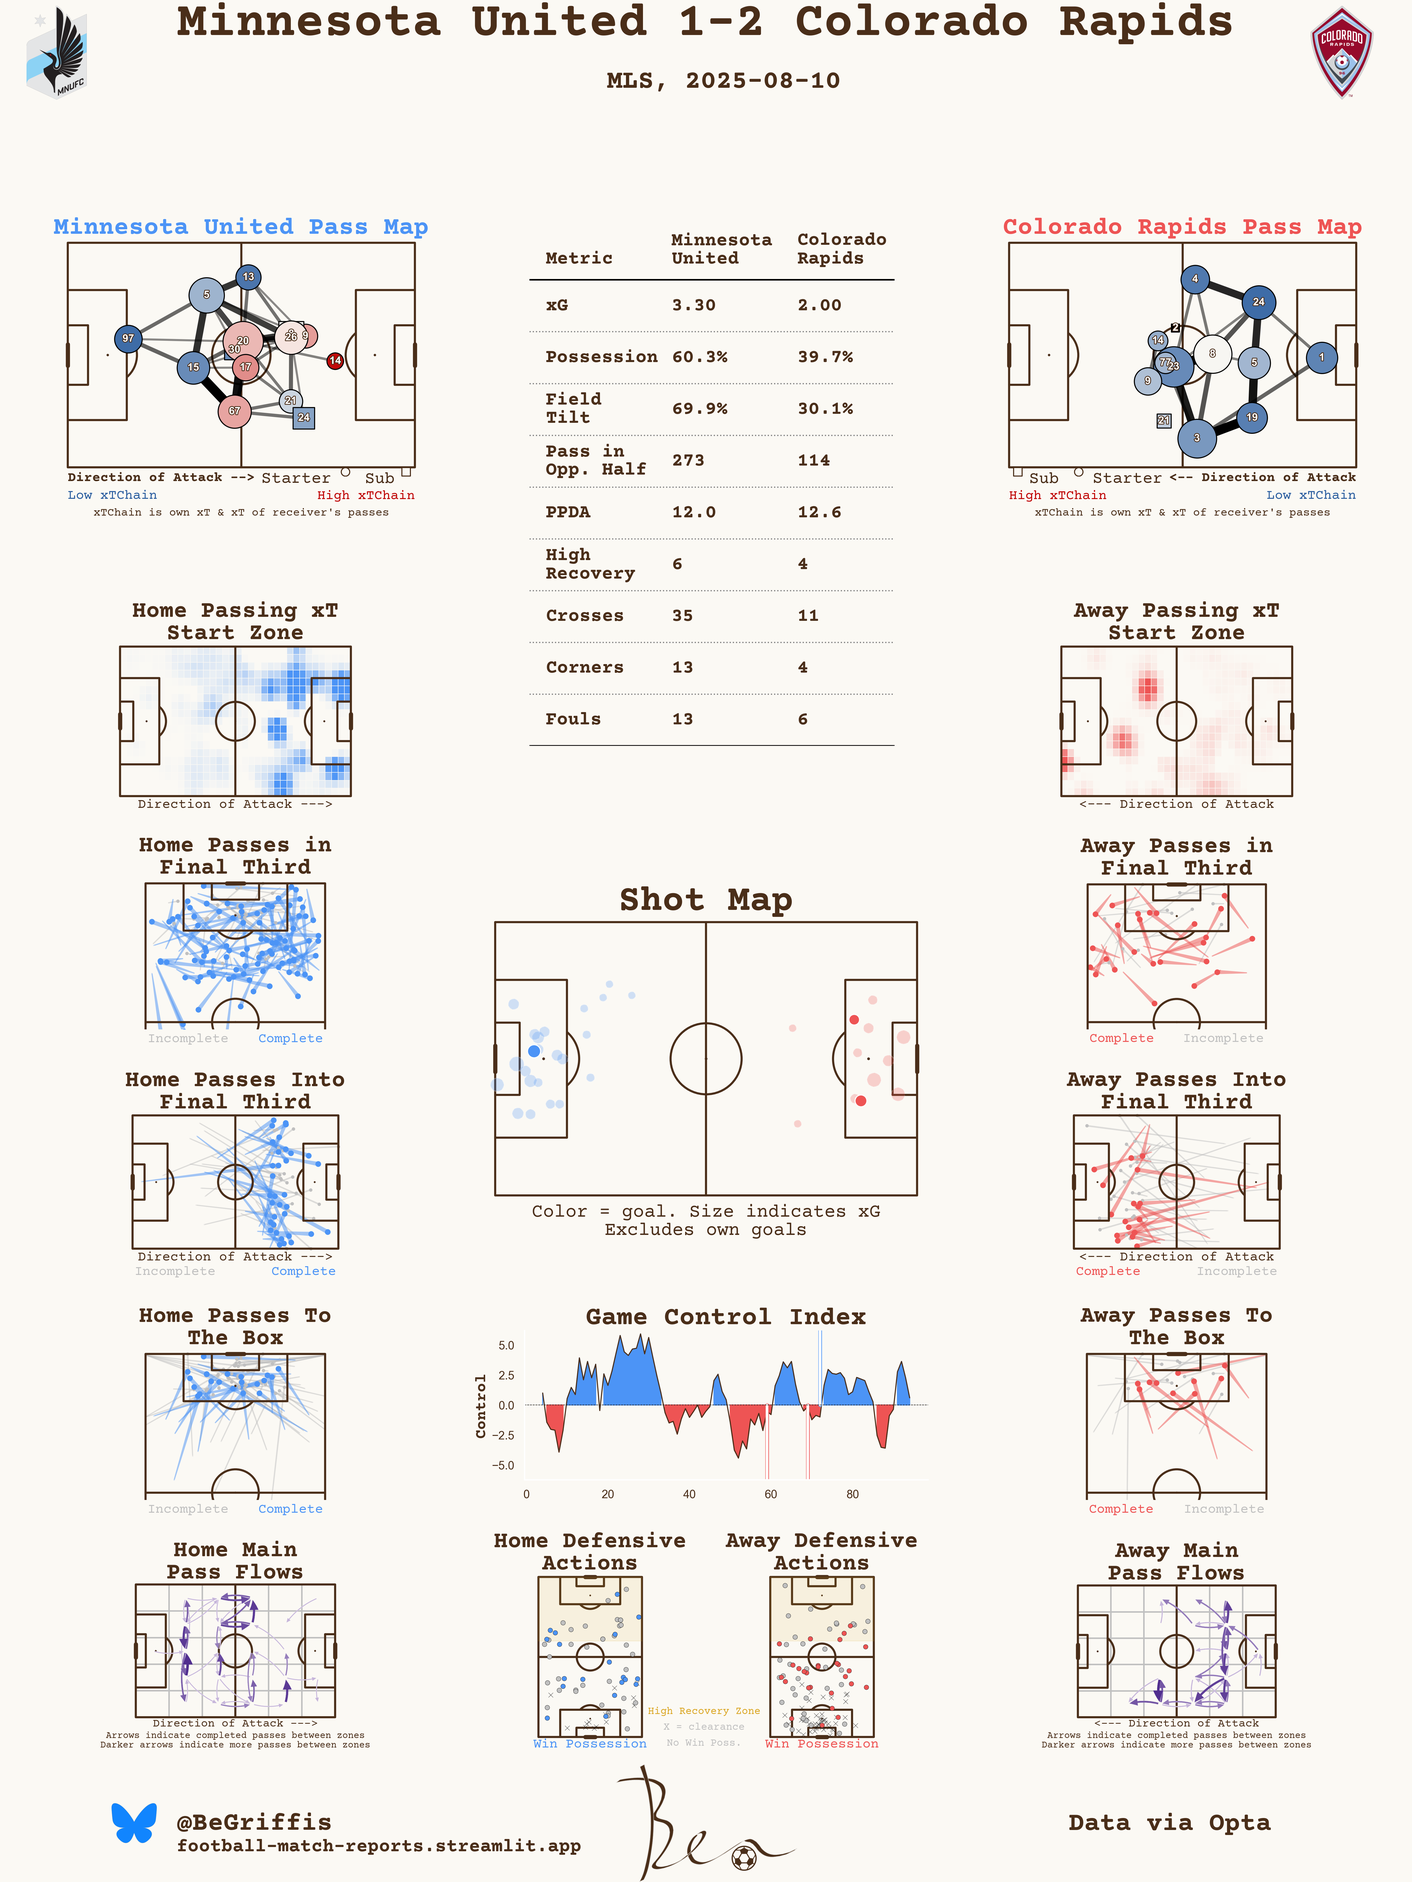 Minnesota United 1-2 Colorado Rapids
MLS, 2025-08-10
MNUFC
COLORADO
RAPIDS
Minnesota United Pass Map
97
5
13
15
20
30
17
67
26
9
14
21
24
Direction of Attack -->
Starter
Sub
Low xTChain
High xTChain
xTChain is own xT & xT of receiver's passes
Metric
Minnesota
United
Colorado
Rapids
xG 3.30 2.00
Possession 60.3% 39.7%
Field
Tilt 69.9% 30.1%
Pass in
Opp. Half 273 114
PPDA 12.0 12.6
High
Recovery 6 4
Crosses 35 11
Corners 13 4
Fouls 13 6
Colorado Rapids Pass Map
4
24
2
14
77
23
8
5
1
9
21
3
19
Sub
Starter
<-- Direction of Attack
High xTChain
Low xTChain
xTChain is own xT & xT of receiver's passes
Home Passing xT
Start Zone
Direction of Attack --->
Away Passing xT
Start Zone
<--- Direction of Attack
Home Passes in
Final Third
Incomplete
Complete
Shot Map
Color = goal. Size indicates xG
Excludes own goals
Away Passes in
Final Third
Complete
Incomplete
Home Passes Into
Final Third
Direction of Attack --->
Incomplete
Complete
Away Passes Into
Final Third
<--- Direction of Attack
Complete
Incomplete
Home Passes To
The Box
Incomplete
Complete
Game Control Index
Control
5.0
2.5
0.0
−2.5
−5.0
0
20
40
60
80
Away Passes To
The Box
Complete
Incomplete
Home Main
Pass Flows
Direction of Attack --->
Arrows indicate completed passes between zones
Darker arrows indicate more passes between zones
Home Defensive
Actions
Win Possession
High Recovery Zone
X = clearance
No Win Poss.
Away Defensive
Actions
Win Possession
Away Main
Pass Flows
<--- Direction of Attack
Arrows indicate completed passes between zones
Darker arrows indicate more passes between zones
@BeGriffis
football-match-reports.streamlit.app
Ben
Data via Opta